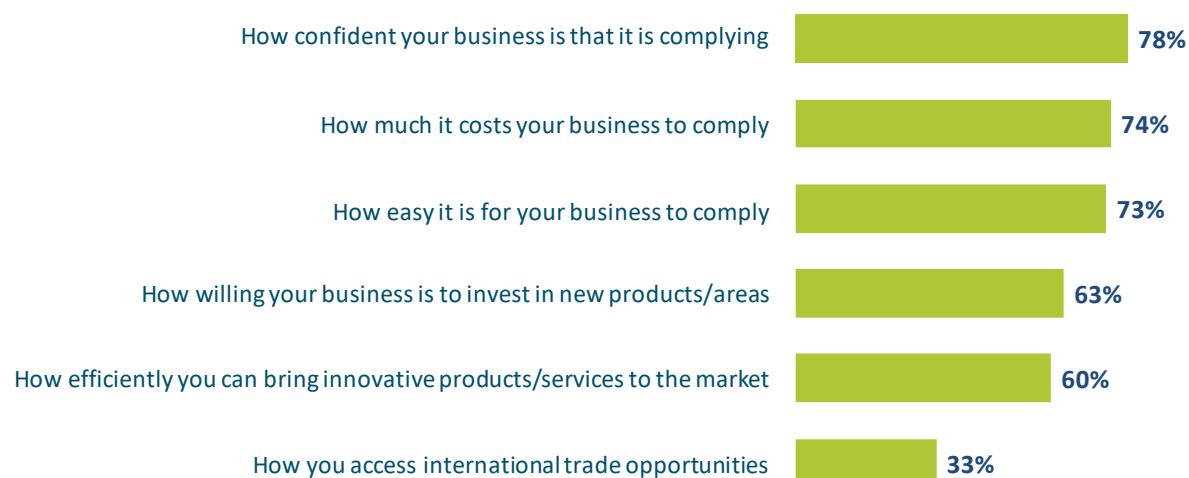 How confident your business is that it is complying 78%
How much it costs your business to comply 74%
How easy it is for your business to comply 73%
How willing your business is to invest in new products/areas 63%
How efficiently you can bring innovative products/services to the market 60%
How you access international trade opportunities 33%